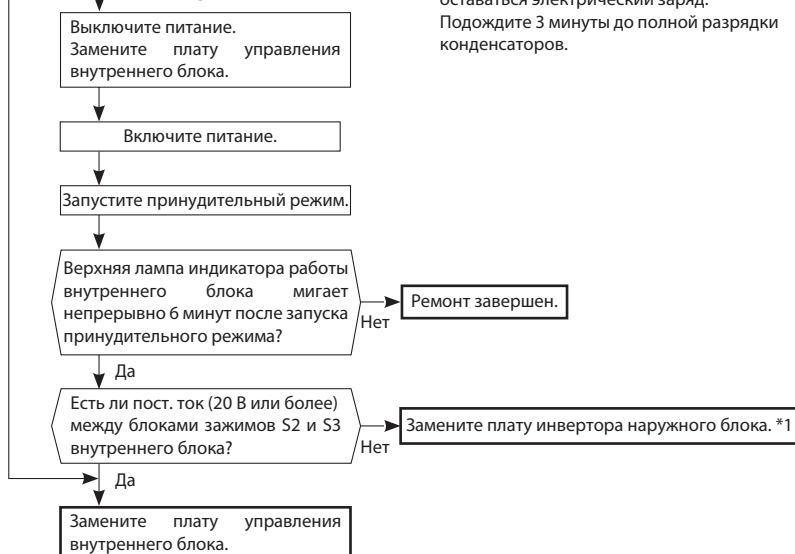 оставаться электрический заряд.
Подождите 3 минуты до полной разрядки
конденсаторов.
Выключите питание.
Замените плату управления
внутреннего блока.
Включите питание.
Запустите принудительный режим.
Верхняя лампа индикатора работы
внутреннего блока мигает
непрерывно 6 минут после запуска
принудительного режима?
Нет
Ремонт завершен.
Да
Есть ли пост. ток (20 В или более)
между блоками зажимов S2 и S3
внутреннего блока?
Нет
Замените плату инвертора наружного блока. *1
Да
Замените плату управления
внутреннего блока.